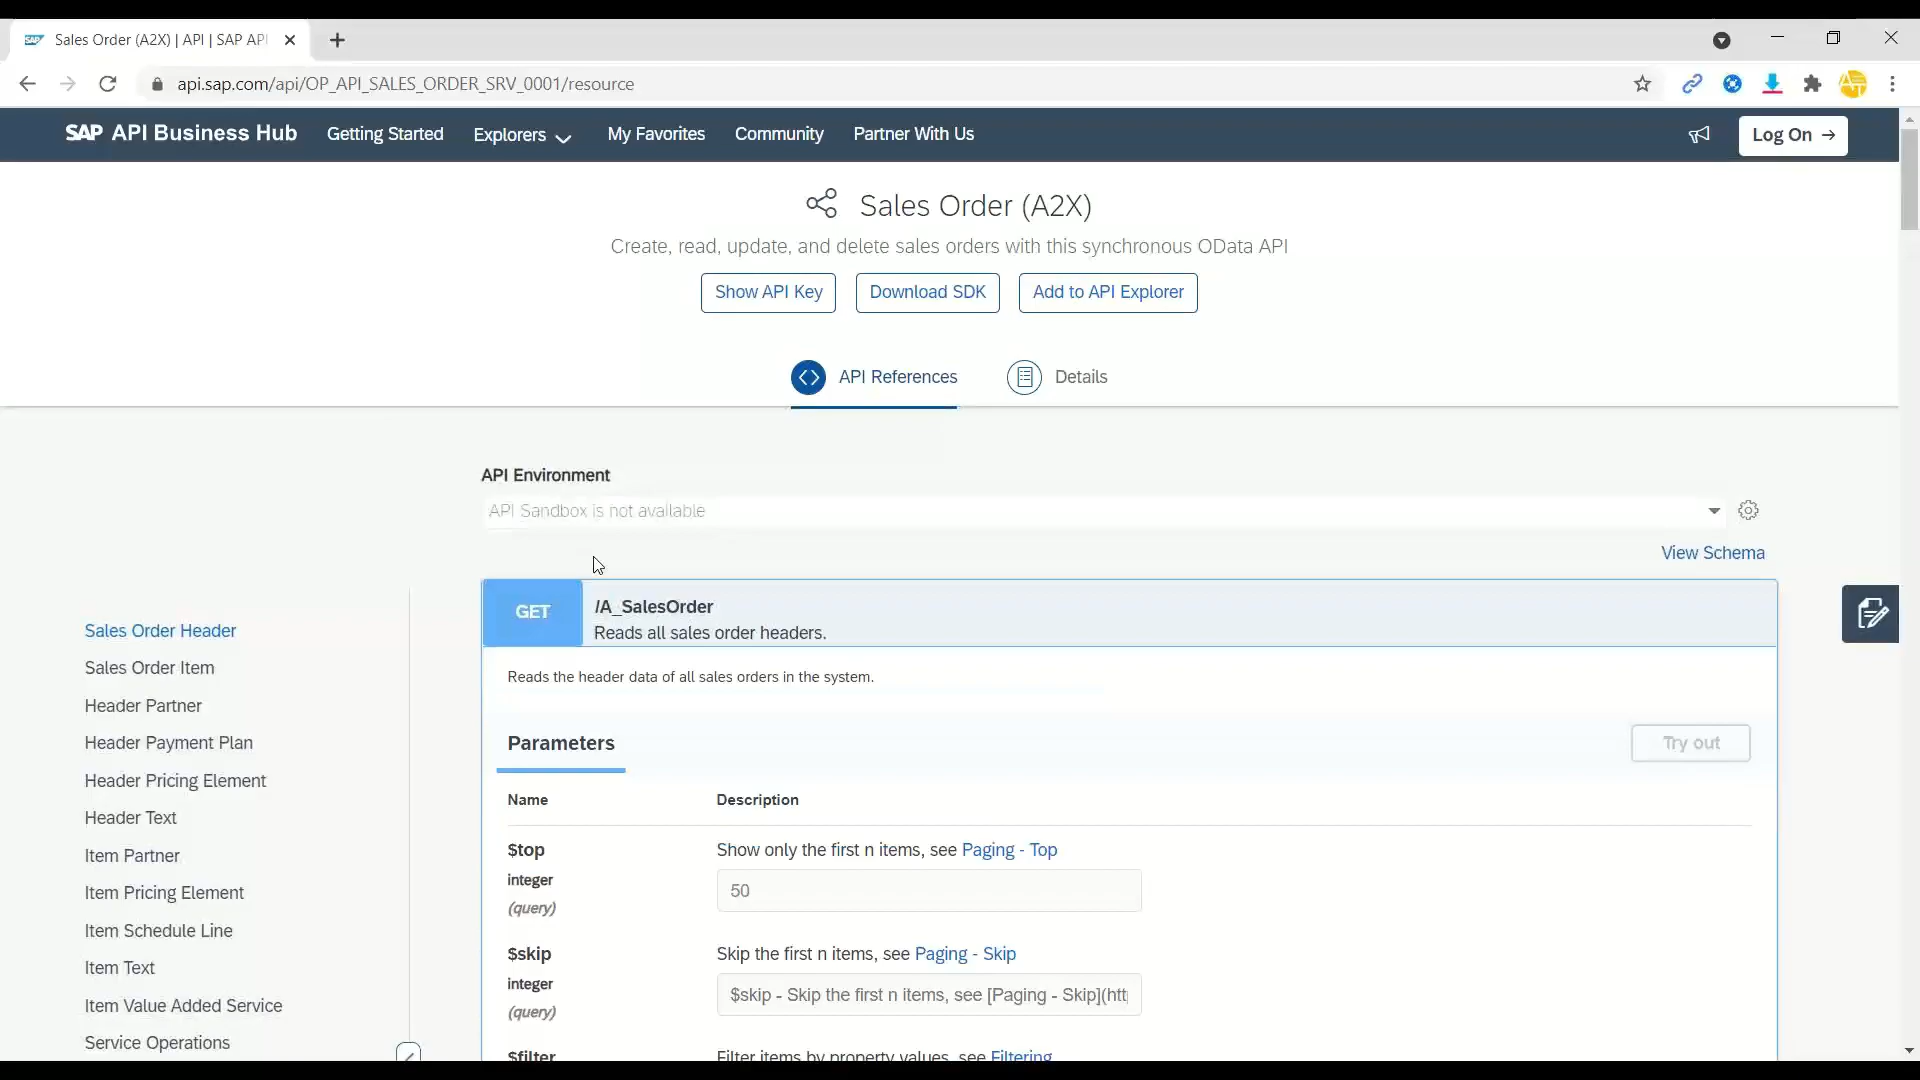 Sales Order (A2X) | API | SAP API
api.sap.com/api/OP_API_SALES_ORDER_SRV_0001/resource
SAP API Business Hub Getting Started Explorers My Favorites Community Partner With Us Log On →
Sales Order (A2X)
Create, read, update, and delete sales orders with this synchronous OData API
Show API Key Download SDK Add to API Explorer
API References Details
API Environment
API Sandbox is not available
View Schema
GET /A_SalesOrder
Reads all sales order headers.
Reads the header data of all sales orders in the system.
Parameters Try out
Name Description
$top Show only the first n items, see Paging - Top
integer
(query)
50
$skip Skip the first n items, see Paging - Skip
integer
(query)
$skip - Skip the first n items, see [Paging - Skip](htt
$filter Filter items by property values, see Filtering
Sales Order Header
Sales Order Item
Header Partner
Header Payment Plan
Header Pricing Element
Header Text
Item Partner
Item Pricing Element
Item Schedule Line
Item Text
Item Value Added Service
Service Operations